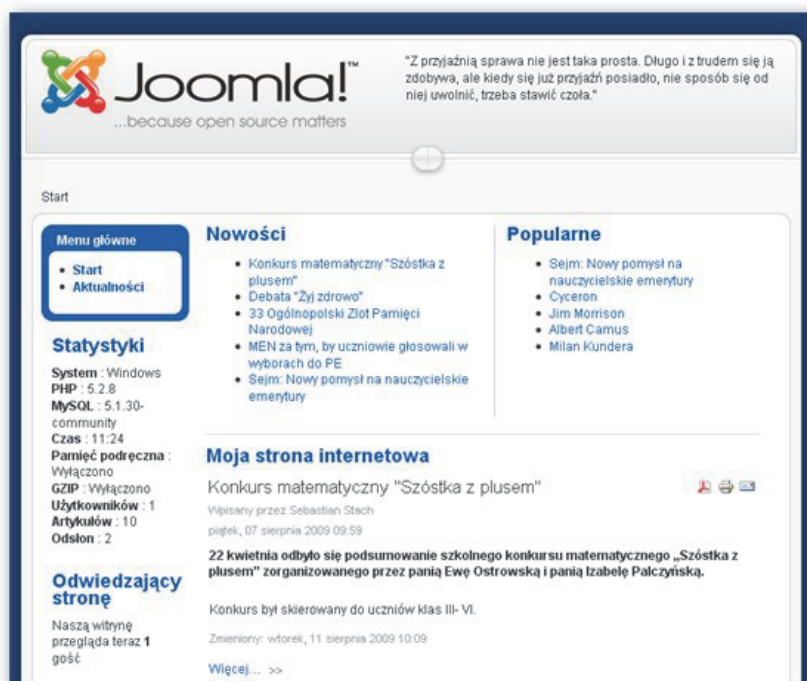 Joomla!™
...because open source matters
"Z przyjaźnią sprawa nie jest taka prosta. Długo i z trudem się ją
zdobywa, ale kiedy się już przyjaźń posiadło, nie sposób się od
niej uwolnić, trzeba stawić czoła."
Start
Menu główne
Start
Aktualności
Statystyki
System : Windows
PHP : 5.2.8
MySQL : 5.1.30-
community
Czas : 11:24
Pamięć podręczna :
Wyłączono
GZIP : Wyłączono
Użytkowników : 1
Artykułów : 10
Odsłon : 2
Odwiedzający
stronę
Naszą witrynę
przegląda teraz 1
gość
Nowości
Konkurs matematyczny "Szóstka z
plusem"
Debata "Żyj zdrowo"
33 Ogólnopolski Zlot Pamięci
Narodowej
MEN za tym, by uczniowie głosowali w
wyborach do PE
Sejm: Nowy pomysł na nauczycielskie
emerytury
Popularne
Sejm: Nowy pomysł na
nauczycielskie emerytury
Cyceron
Jim Morrison
Albert Camus
Milan Kundera
Moja strona internetowa
Konkurs matematyczny "Szóstka z plusem"
Wpisany przez Sebastian Stach
piątek, 07 sierpnia 2009 09:59
22 kwietnia odbyło się podsumowanie szkolnego konkursu matematycznego „Szóstka z
plusem” zorganizowanego przez panią Ewę Ostrowską i panią Izabelę Palczyńską.
Konkurs był skierowany do uczniów klas III- VI.
Zmieniony: wtorek, 11 sierpnia 2009 10:09
Więcej... >>